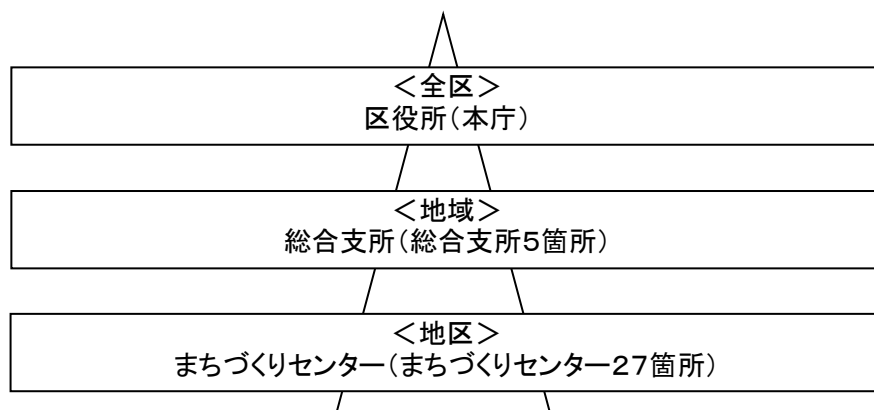 ＜全区＞
区役所（本庁）
＜地域＞
総合支所（総合支所5箇所）
＜地区＞
まちづくりセンター（まちづくりセンター27箇所）